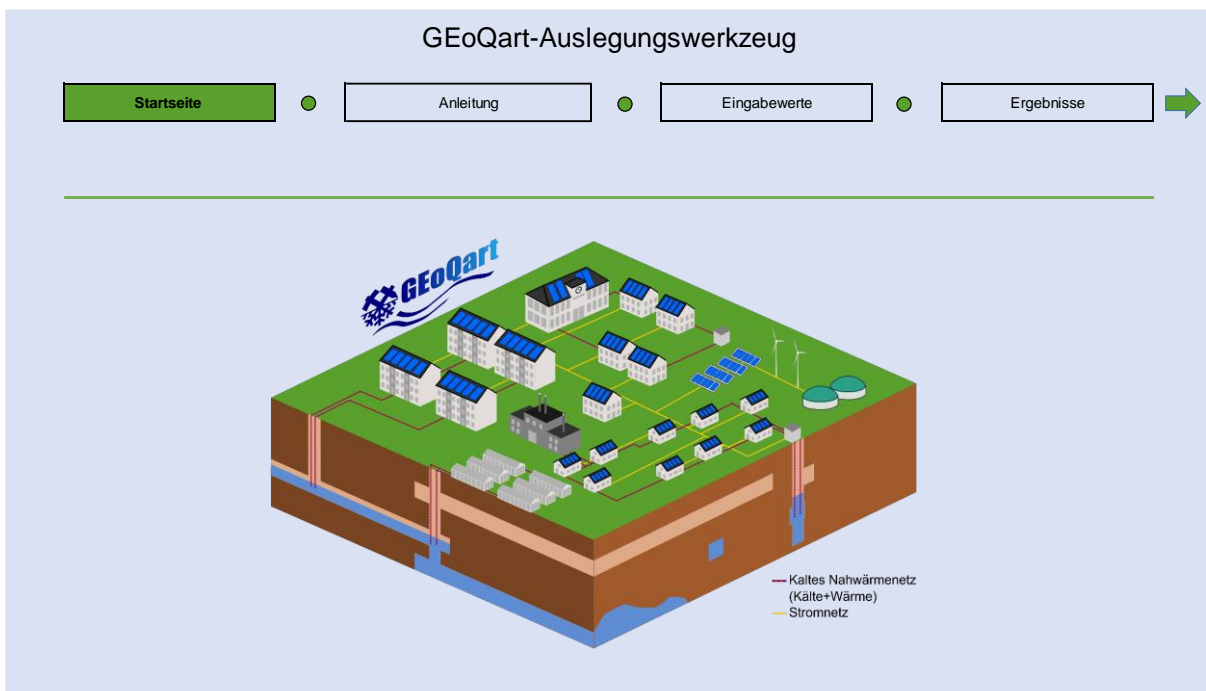 GEoQart-Auslegungswerkzeug
Startseite
Anleitung
Eingabewerte
Ergebnisse
GEoQart
Kaltes Nahwärmenetz
(Kälte+Wärme)
Stromnetz